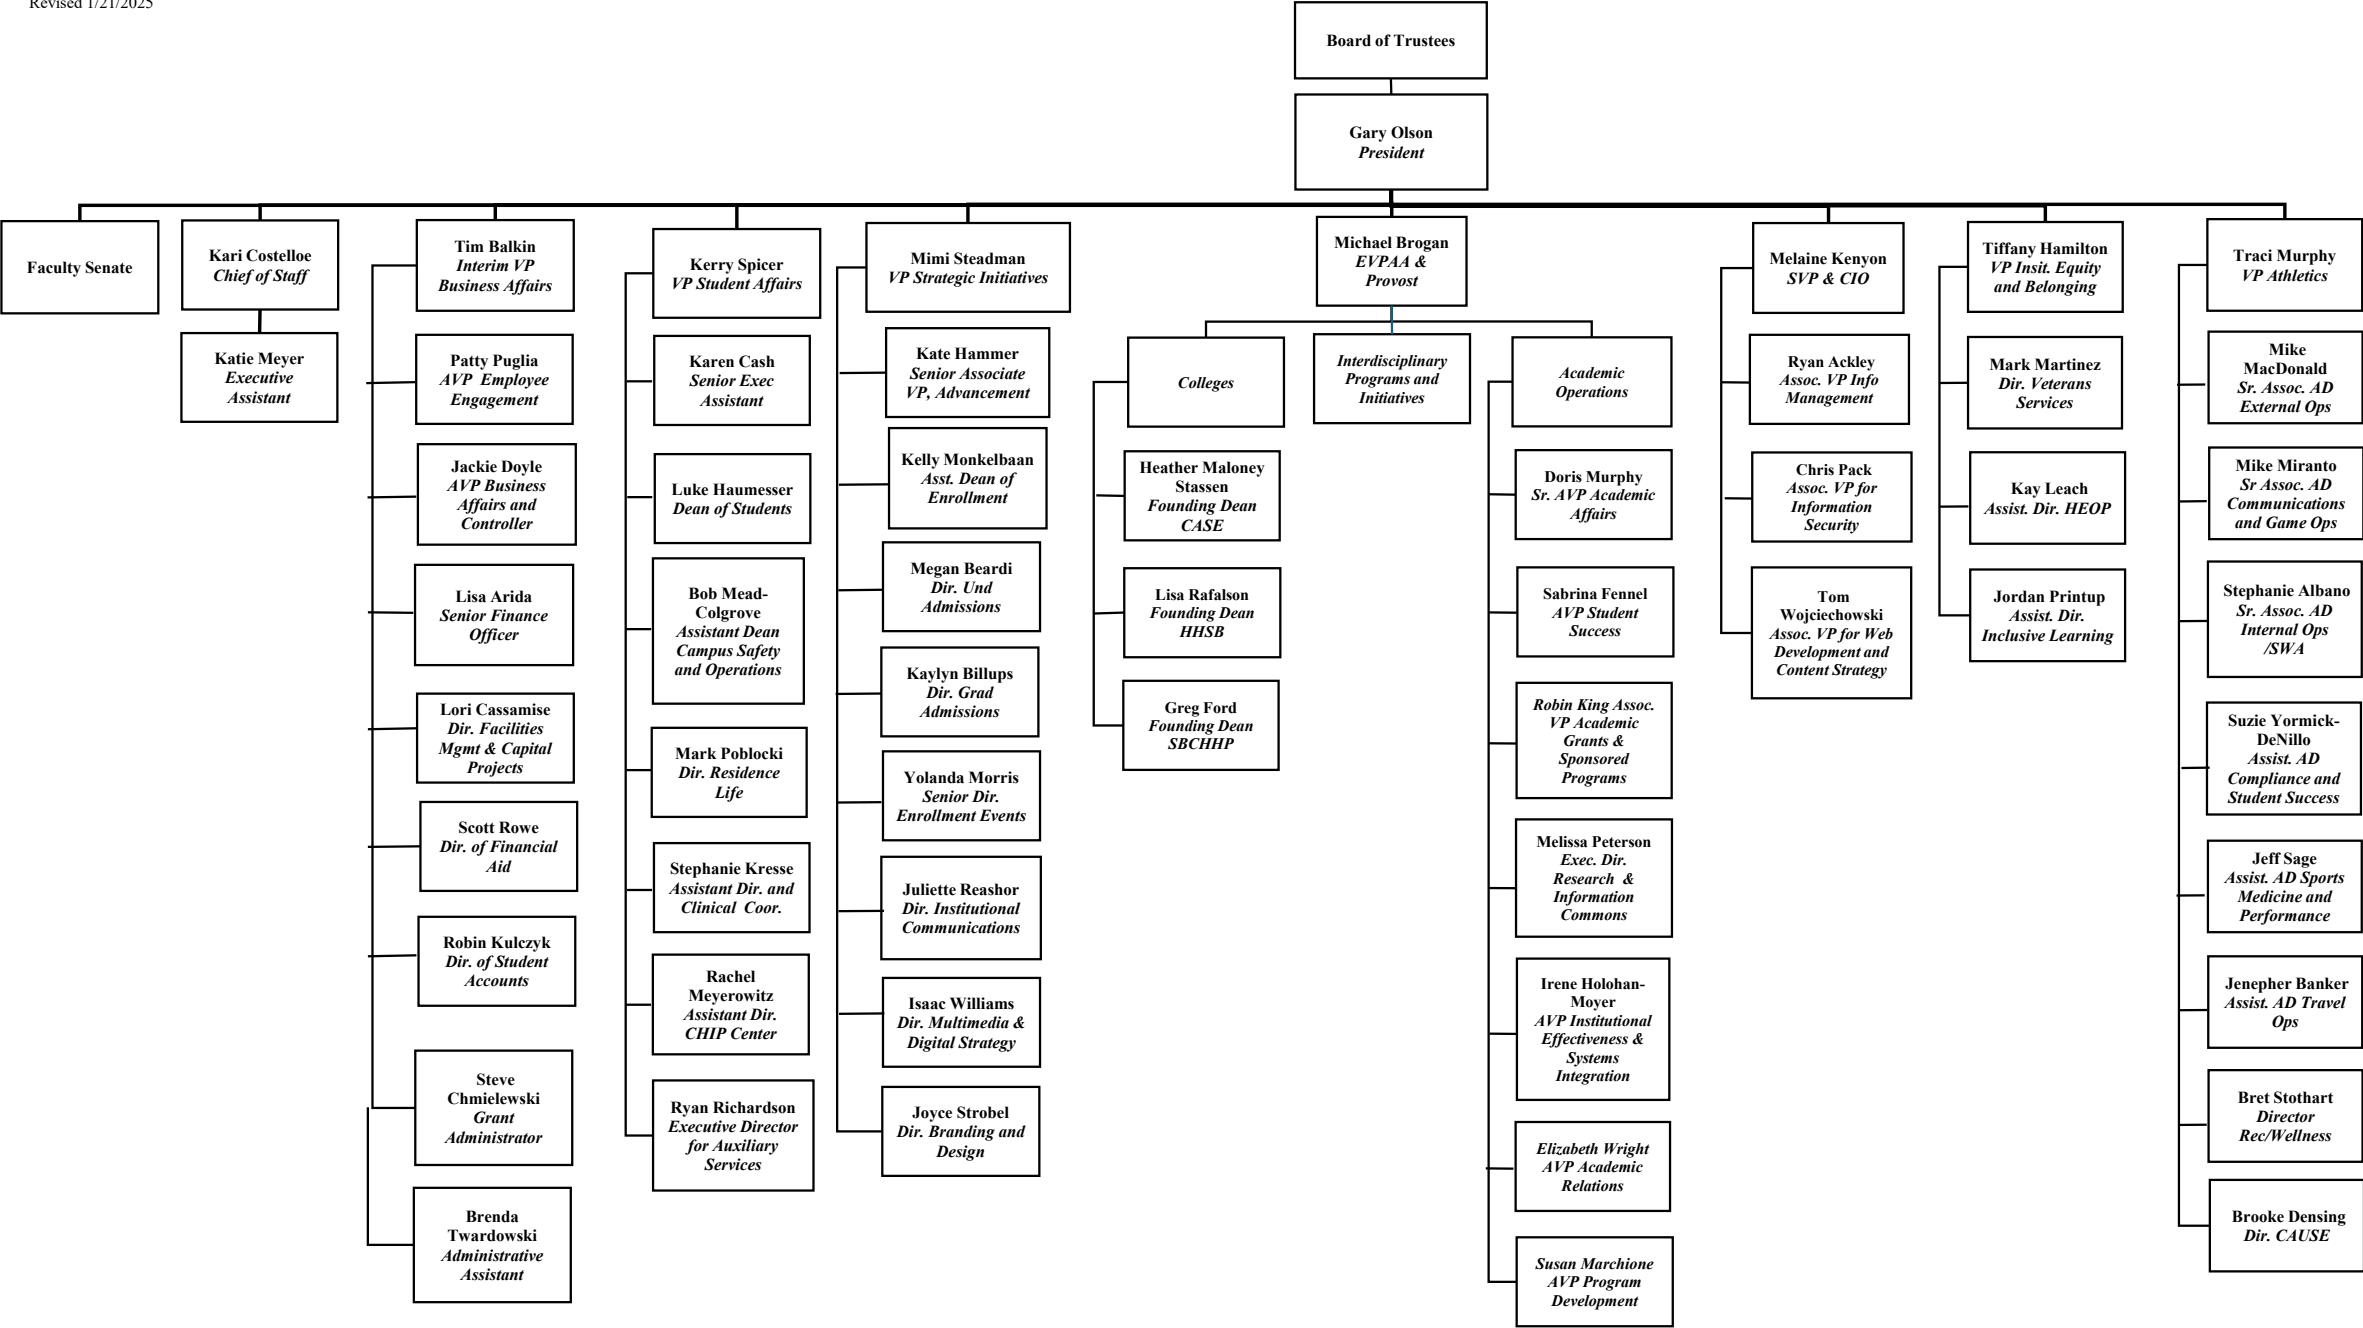 Revised 1/21/2025
Board of Trustees
Gary Olson
President
Faculty Senate
Kari Costelloe
Chief of Staff
Katie Meyer
Executive
Assistant
Tim Balkin
Interim VP
Business Affairs
Patty Puglia
AVP Employee
Engagement
Jackie Doyle
AVP Business
Affairs and
Controller
Lisa Arida
Senior Finance
Officer
Lori Cassamise
Dir. Facilities
Mgmt & Capital
Projects
Scott Rowe
Dir. of Financial
Aid
Robin Kulczyk
Dir. of Student
Accounts
Steve
Chmielewski
Grant
Administrator
Brenda
Twardowski
Administrative
Assistant
Kerry Spicer
VP Student Affairs
Karen Cash
Senior Exec
Assistant
Luke Haumesser
Dean of Students
Bob Mead-
Colgrove
Assistant Dean
Campus Safety
and Operations
Mark Poblocki
Dir. Residence
Life
Stephanie Kresse
Assistant Dir. and
Clinical Coor.
Rachel
Meyerowitz
Assistant Dir.
CHIP Center
Ryan Richardson
Executive Director
for Auxiliary
Services
Mimi Steadman
VP Strategic Initiatives
Kate Hammer
Senior Associate
VP, Advancement
Kelly Monkelbaan
Asst. Dean of
Enrollment
Megan Beardi
Dir. Und
Admissions
Kaylyn Billups
Dir. Grad
Admissions
Yolanda Morris
Senior Dir.
Enrollment Events
Juliette Reashor
Dir. Institutional
Communications
Isaac Williams
Dir. Multimedia &
Digital Strategy
Joyce Strobel
Dir. Branding and
Design
Michael Brogan
EVPAA &
Provost
Colleges
Heather Maloney
Stassen
Founding Dean
CASE
Lisa Rafalson
Founding Dean
HHSB
Greg Ford
Founding Dean
SBCHHP
Interdisciplinary
Programs and
Initiatives
Academic
Operations
Doris Murphy
Sr. AVP Academic
Affairs
Sabrina Fennel
AVP Student
Success
Robin King Assoc.
VP Academic
Grants &
Sponsored
Programs
Melissa Peterson
Exec. Dir.
Research &
Information
Commons
Irene Holohan-
Moyer
AVP Institutional
Effectiveness &
Systems
Integration
Elizabeth Wright
AVP Academic
Relations
Susan Marchione
AVP Program
Development
Melaine Kenyon
SVP & CIO
Ryan Ackley
Assoc. VP Info
Management
Chris Pack
Assoc. VP for
Information
Security
Tom
Wojciechowski
Assoc. VP for Web
Development and
Content Strategy
Tiffany Hamilton
VP Insit. Equity
and Belonging
Mark Martinez
Dir. Veterans
Services
Kay Leach
Assist. Dir. HEOP
Jordan Printup
Assist. Dir.
Inclusive Learning
Traci Murphy
VP Athletics
Mike
MacDonald
Sr. Assoc. AD
External Ops
Mike Miranto
Sr Assoc. AD
Communications
and Game Ops
Stephanie Albano
Sr. Assoc. AD
Internal Ops
/SWA
Suzie Yormick-
DeNillo
Assist. AD
Compliance and
Student Success
Jeff Sage
Assist. AD Sports
Medicine and
Performance
Jenepher Banker
Assist. AD Travel
Ops
Bret Stothart
Director
Rec/Wellness
Brooke Densing
Dir. CAUSE